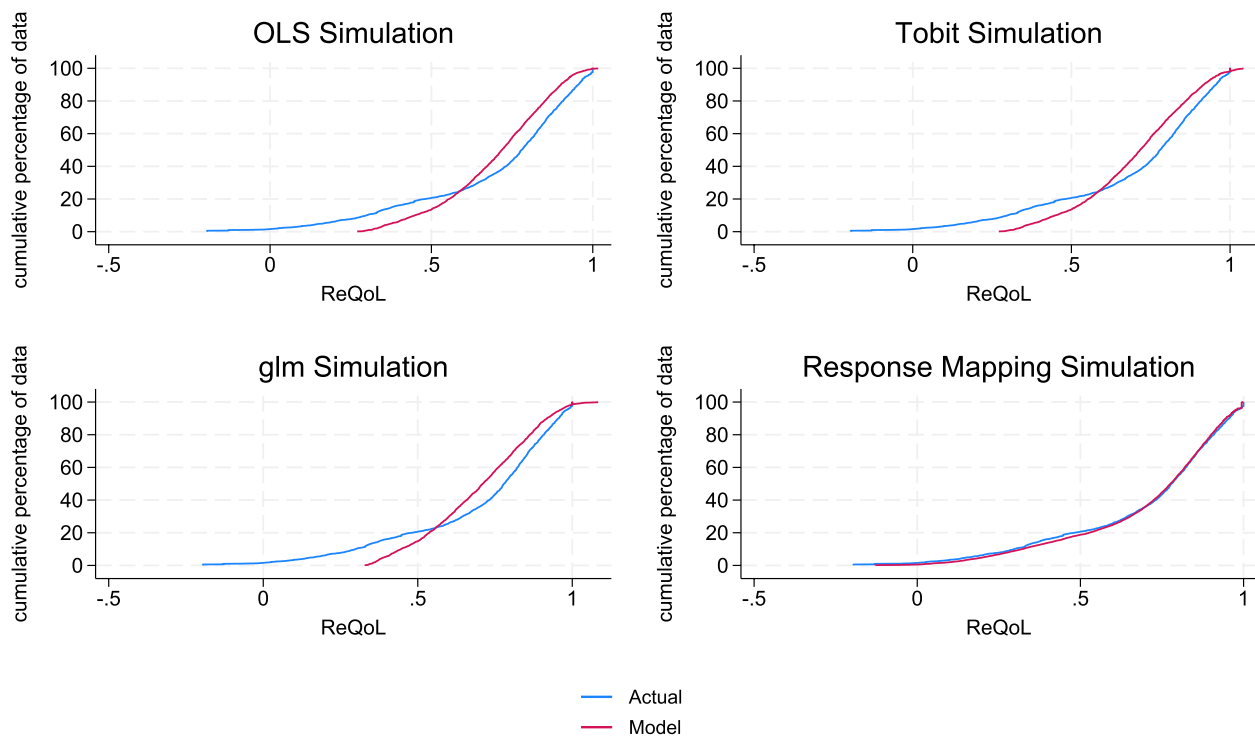 OLS Simulation
cumulative percentage of data
100
80
60
40
20
0
-.5 0 .5 1
ReQoL
Tobit Simulation
cumulative percentage of data
100
80
60
40
20
0
-.5 0 .5 1
ReQoL
glm Simulation
cumulative percentage of data
100
80
60
40
20
0
-.5 0 .5 1
ReQoL
Response Mapping Simulation
cumulative percentage of data
100
80
60
40
20
0
-.5 0 .5 1
ReQoL
Actual
Model